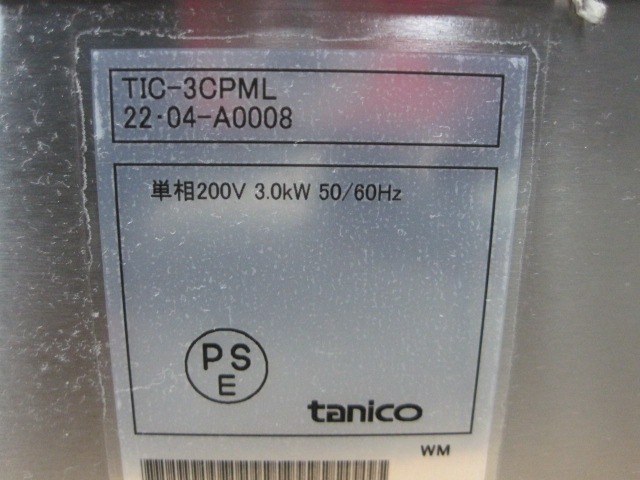 TIC-3CPML
22·04-A0008
単相200V 3.0kW 50/60Hz
PS
E
tanico
WM